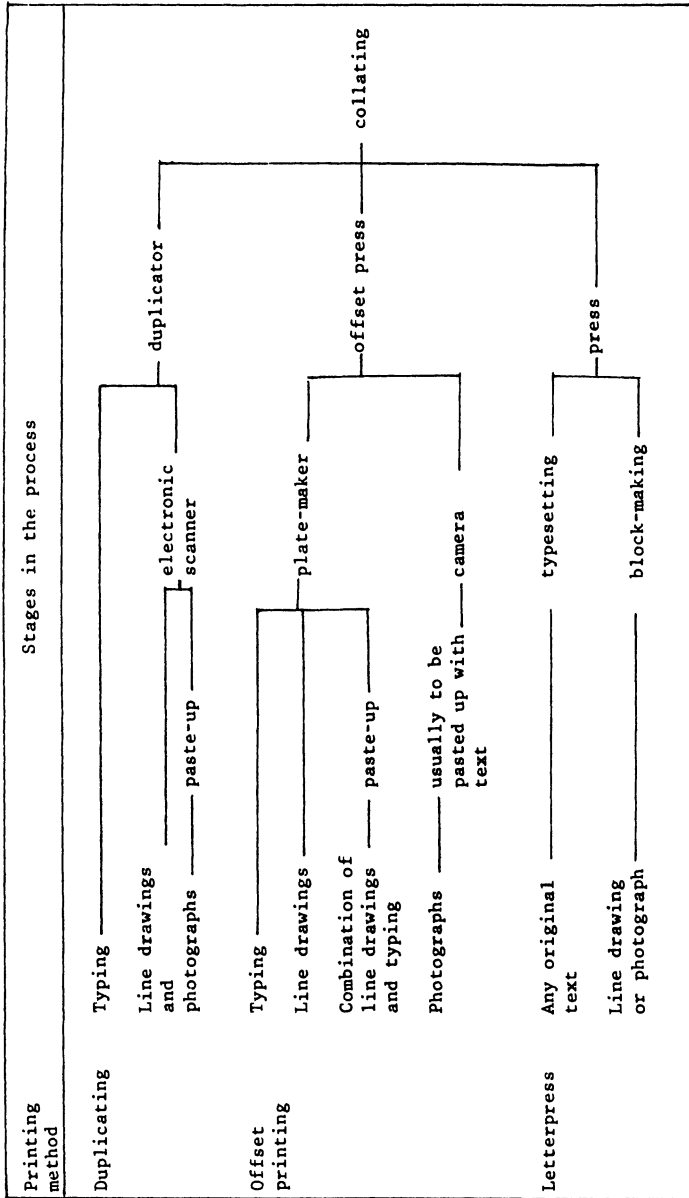 Printing method
Stages in the process
Duplicating
Typing
duplicator
collating
Line drawings
and
photographs
paste-up
electronic
scanner
Offset
printing
Typing
plate-maker
offset press
Line drawings
Combination of
line drawings
and typing
paste-up
Photographs
usually to be
pasted up with
text
camera
Letterpress
Any original
text
typesetting
press
Line drawing
or photograph
block-making